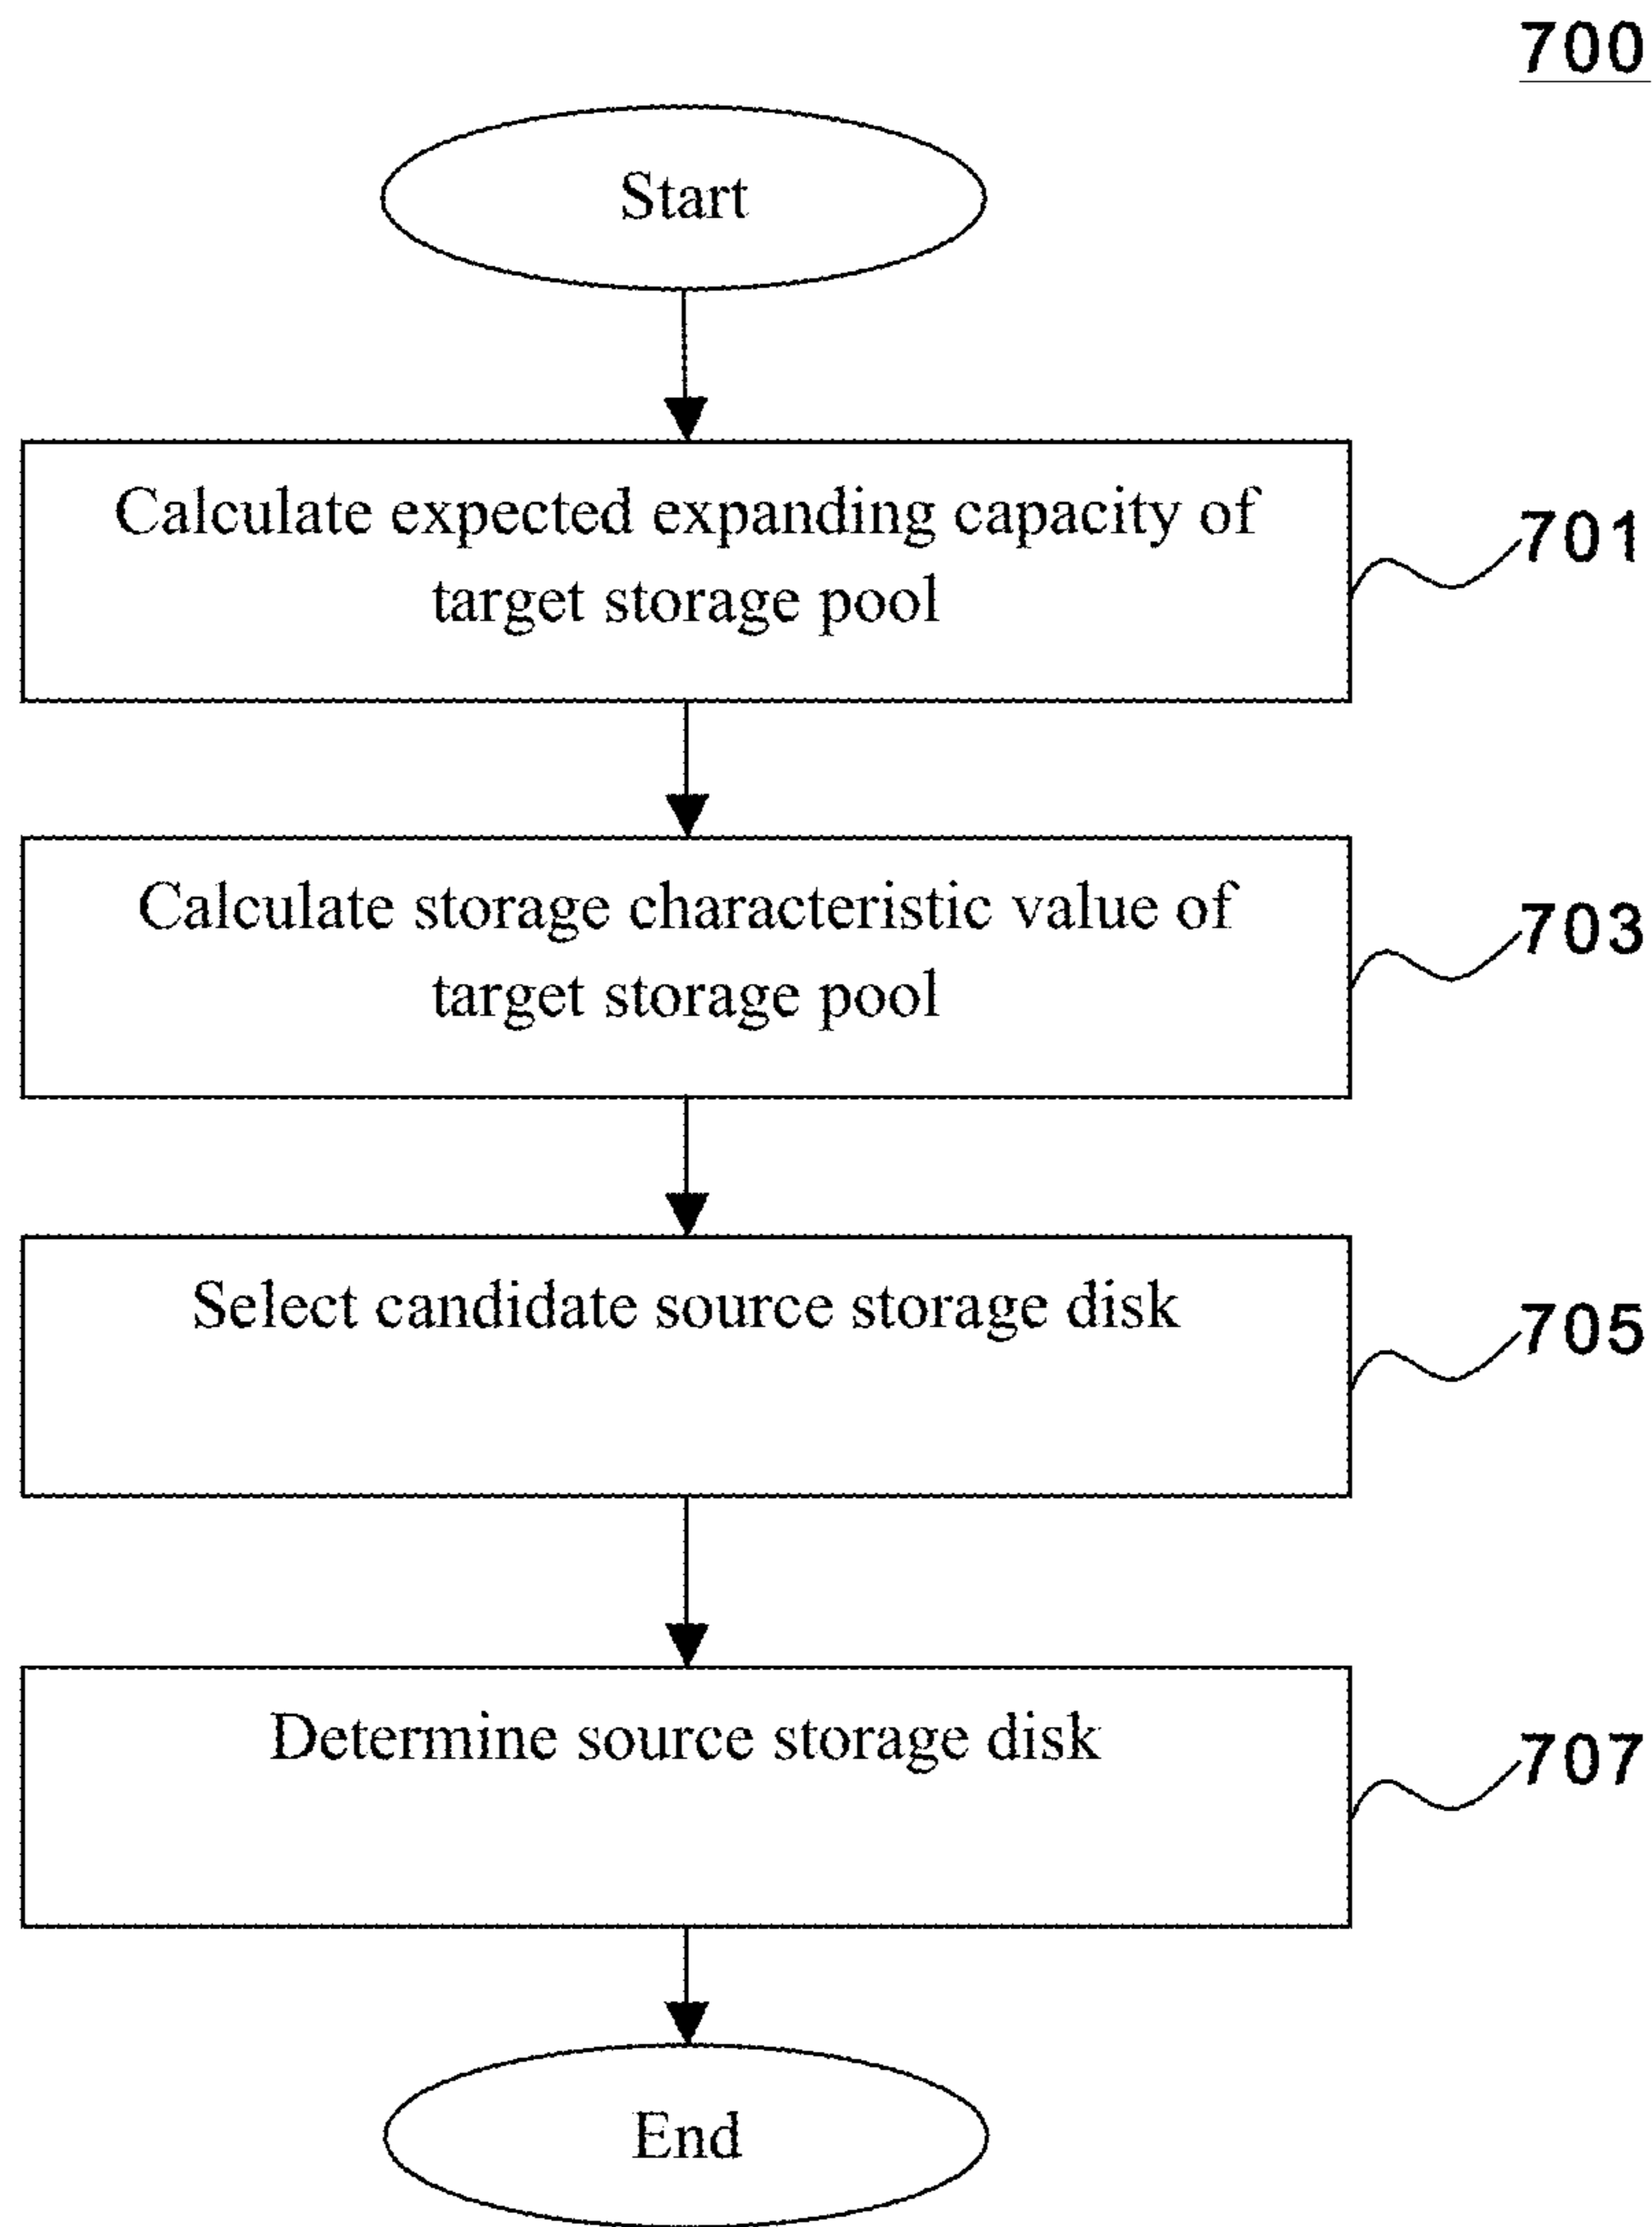 700
Start
Calculate expected expanding capacity of
target storage pool
701
Calculate storage characteristic value of
target storage pool
703
Select candidate source storage disk
705
Determine source storage disk
707
End